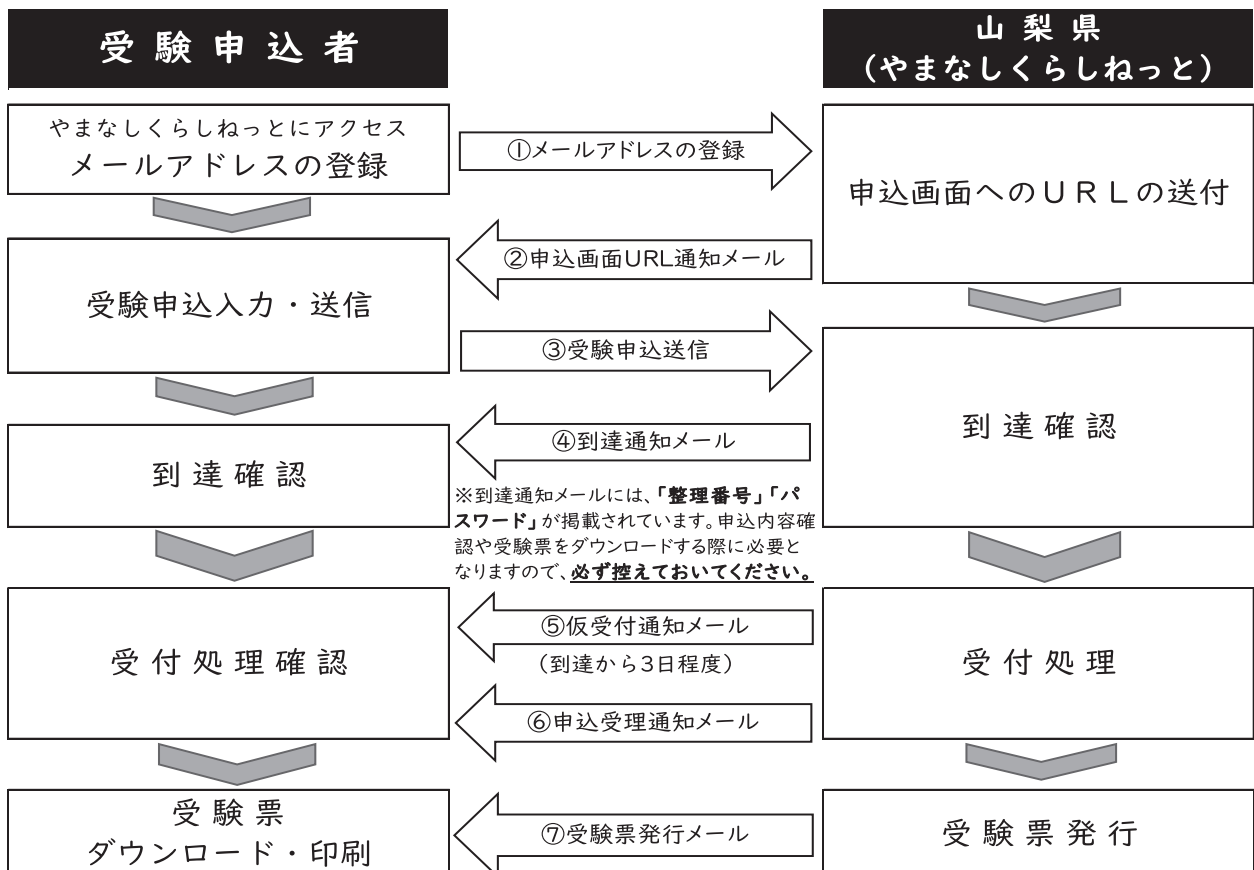 受験申込者
山梨県
（やまなしくらしねっと）
やまなしくらしねっとにアクセス
メールアドレスの登録
①メールアドレスの登録
申込画面へのＵＲＬの送付
②申込画面URL通知メール
受験申込入力・送信
③受験申込送信
到達確認
④到達通知メール
到達確認
※到達通知メールには、「整理番号」「パ
スワード」が掲載されています。申込内容確
認や受験票をダウンロードする際に必要と
なりますので、必ず控えておいてください。
⑤仮受付通知メール
（到達から3日程度）
受付処理確認
受付処理
⑥申込受理通知メール
受験票
ダウンロード・印刷
⑦受験票発行メール
受験票発行